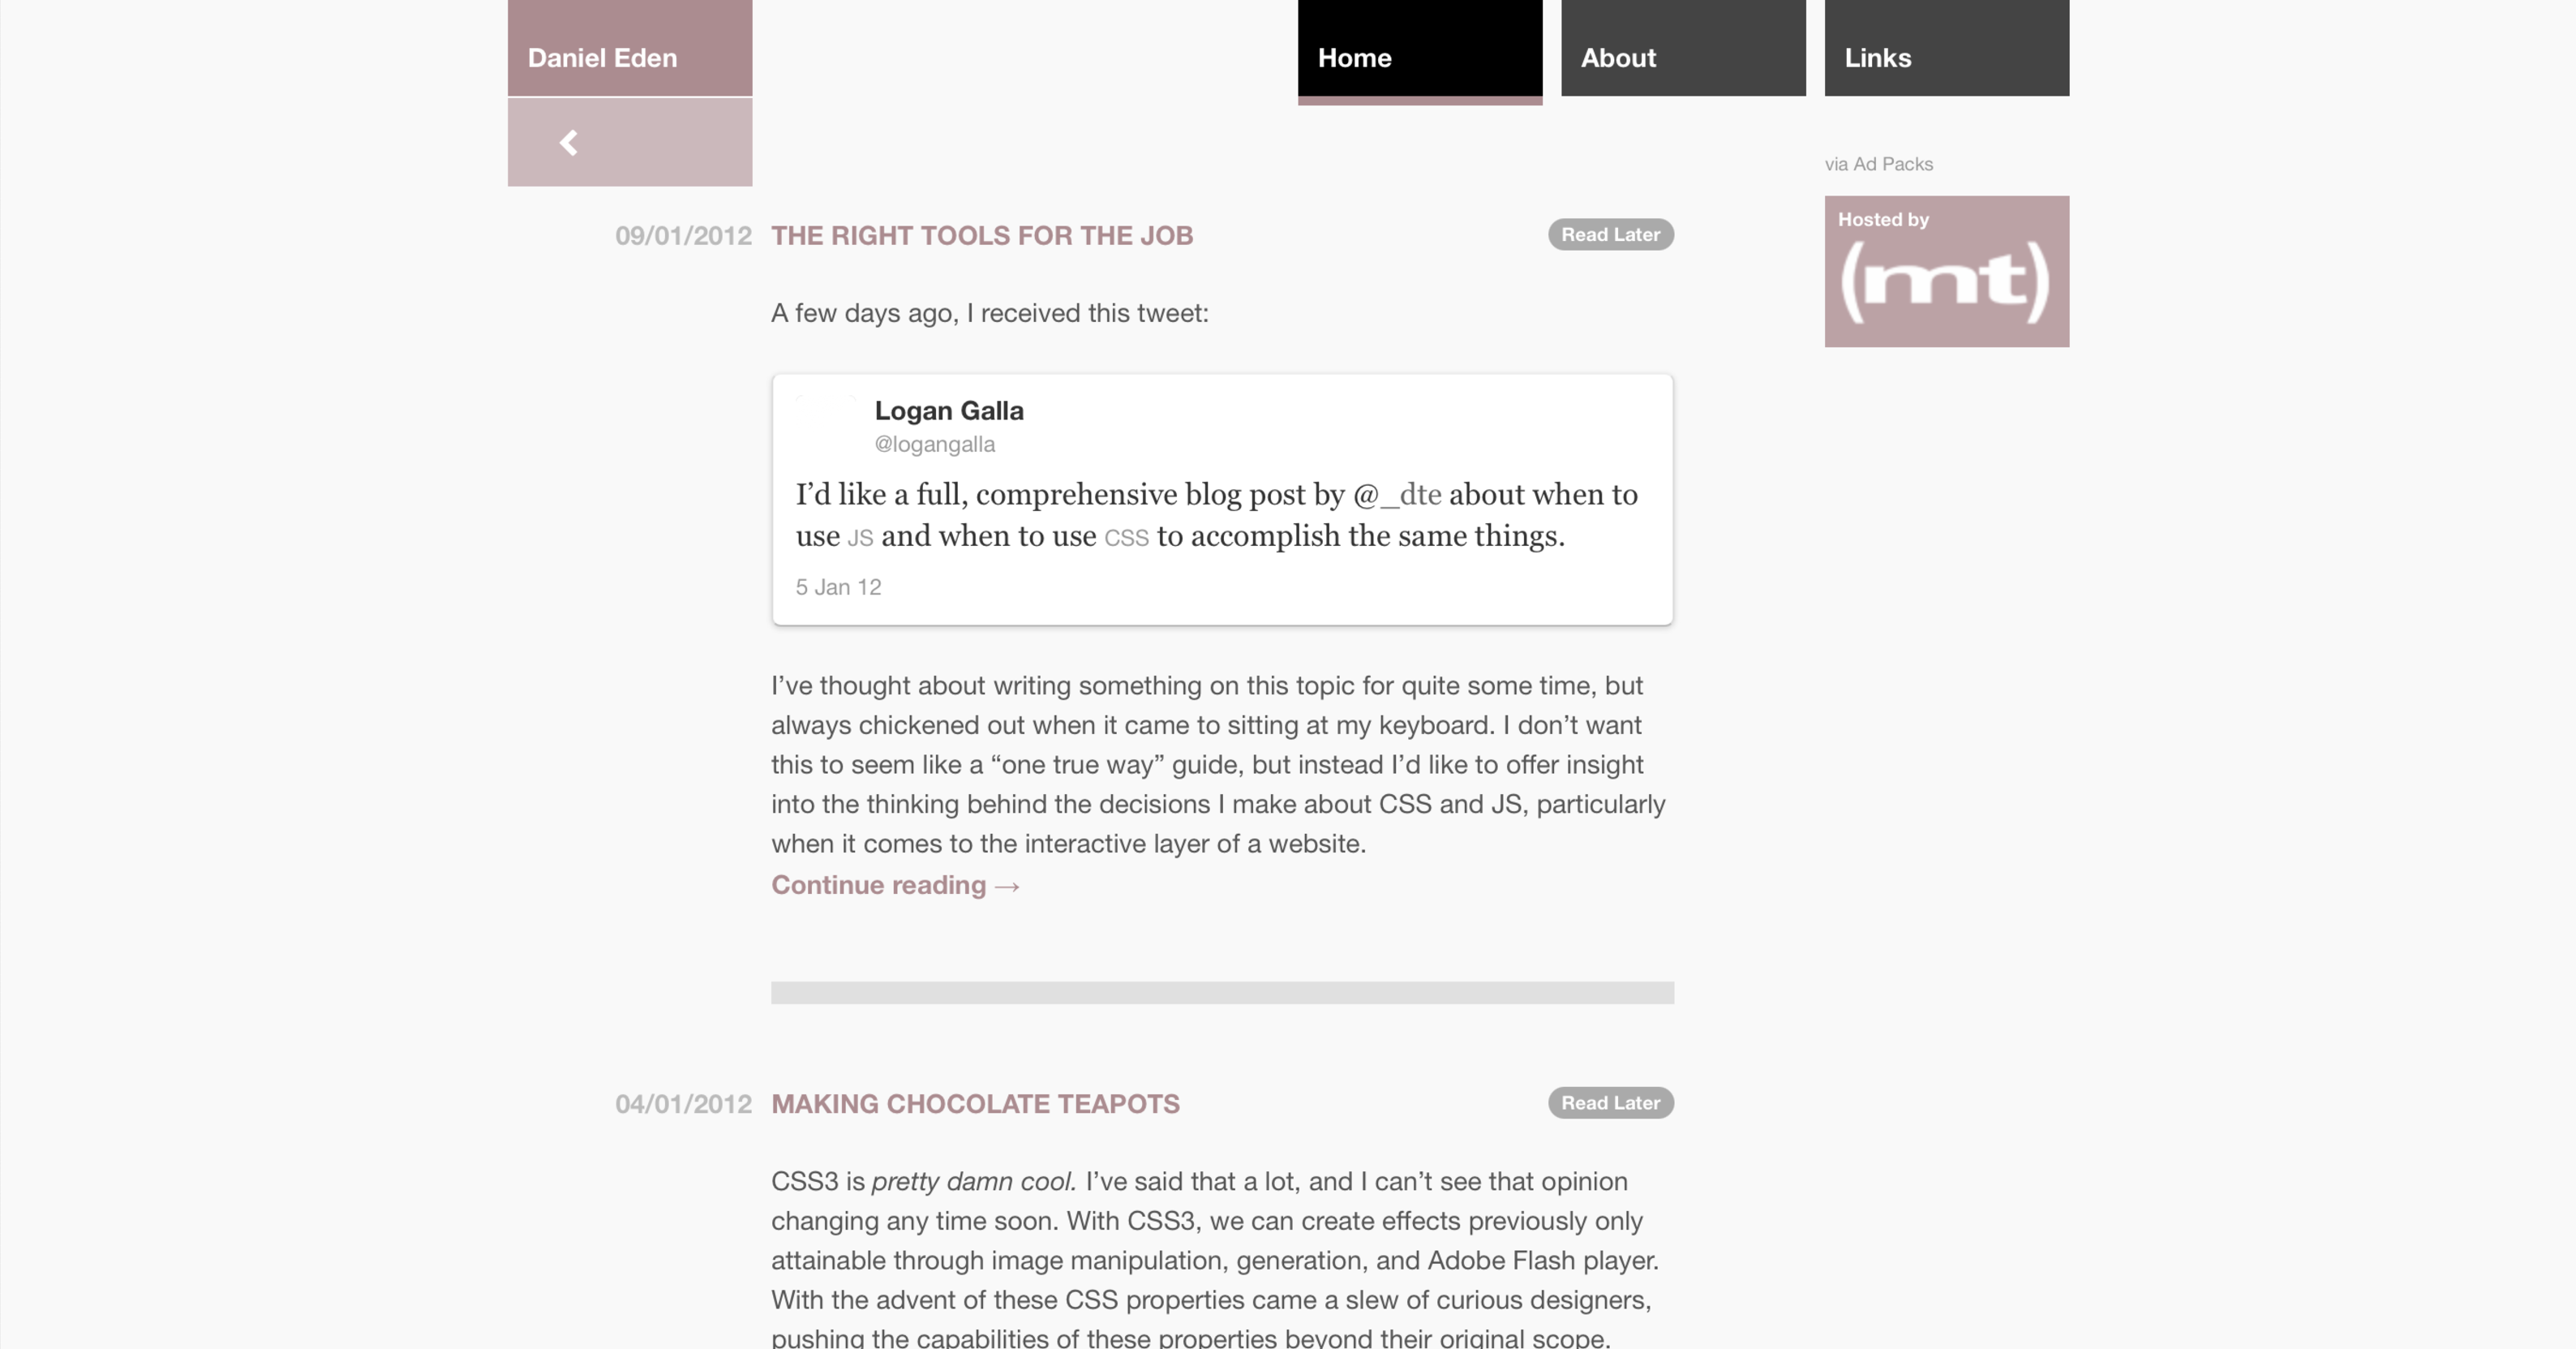 Daniel Eden
Home
About
Links
via Ad Packs
Hosted by
(mt)
09/01/2012
THE RIGHT TOOLS FOR THE JOB
Read Later
A few days ago, I received this tweet:
Logan Galla
@logangalla
I’d like a full, comprehensive blog post by @_dte about when to
use JS and when to use CSS to accomplish the same things.
5 Jan 12
I’ve thought about writing something on this topic for quite some time, but
always chickened out when it came to sitting at my keyboard. I don’t want
this to seem like a “one true way” guide, but instead I’d like to offer insight
into the thinking behind the decisions I make about CSS and JS, particularly
when it comes to the interactive layer of a website.
Continue reading →
04/01/2012
MAKING CHOCOLATE TEAPOTS
Read Later
CSS3 is pretty damn cool. I’ve said that a lot, and I can’t see that opinion
changing any time soon. With CSS3, we can create effects previously only
attainable through image manipulation, generation, and Adobe Flash player.
With the advent of these CSS properties came a slew of curious designers,
pushing the capabilities of these properties beyond their original scope.